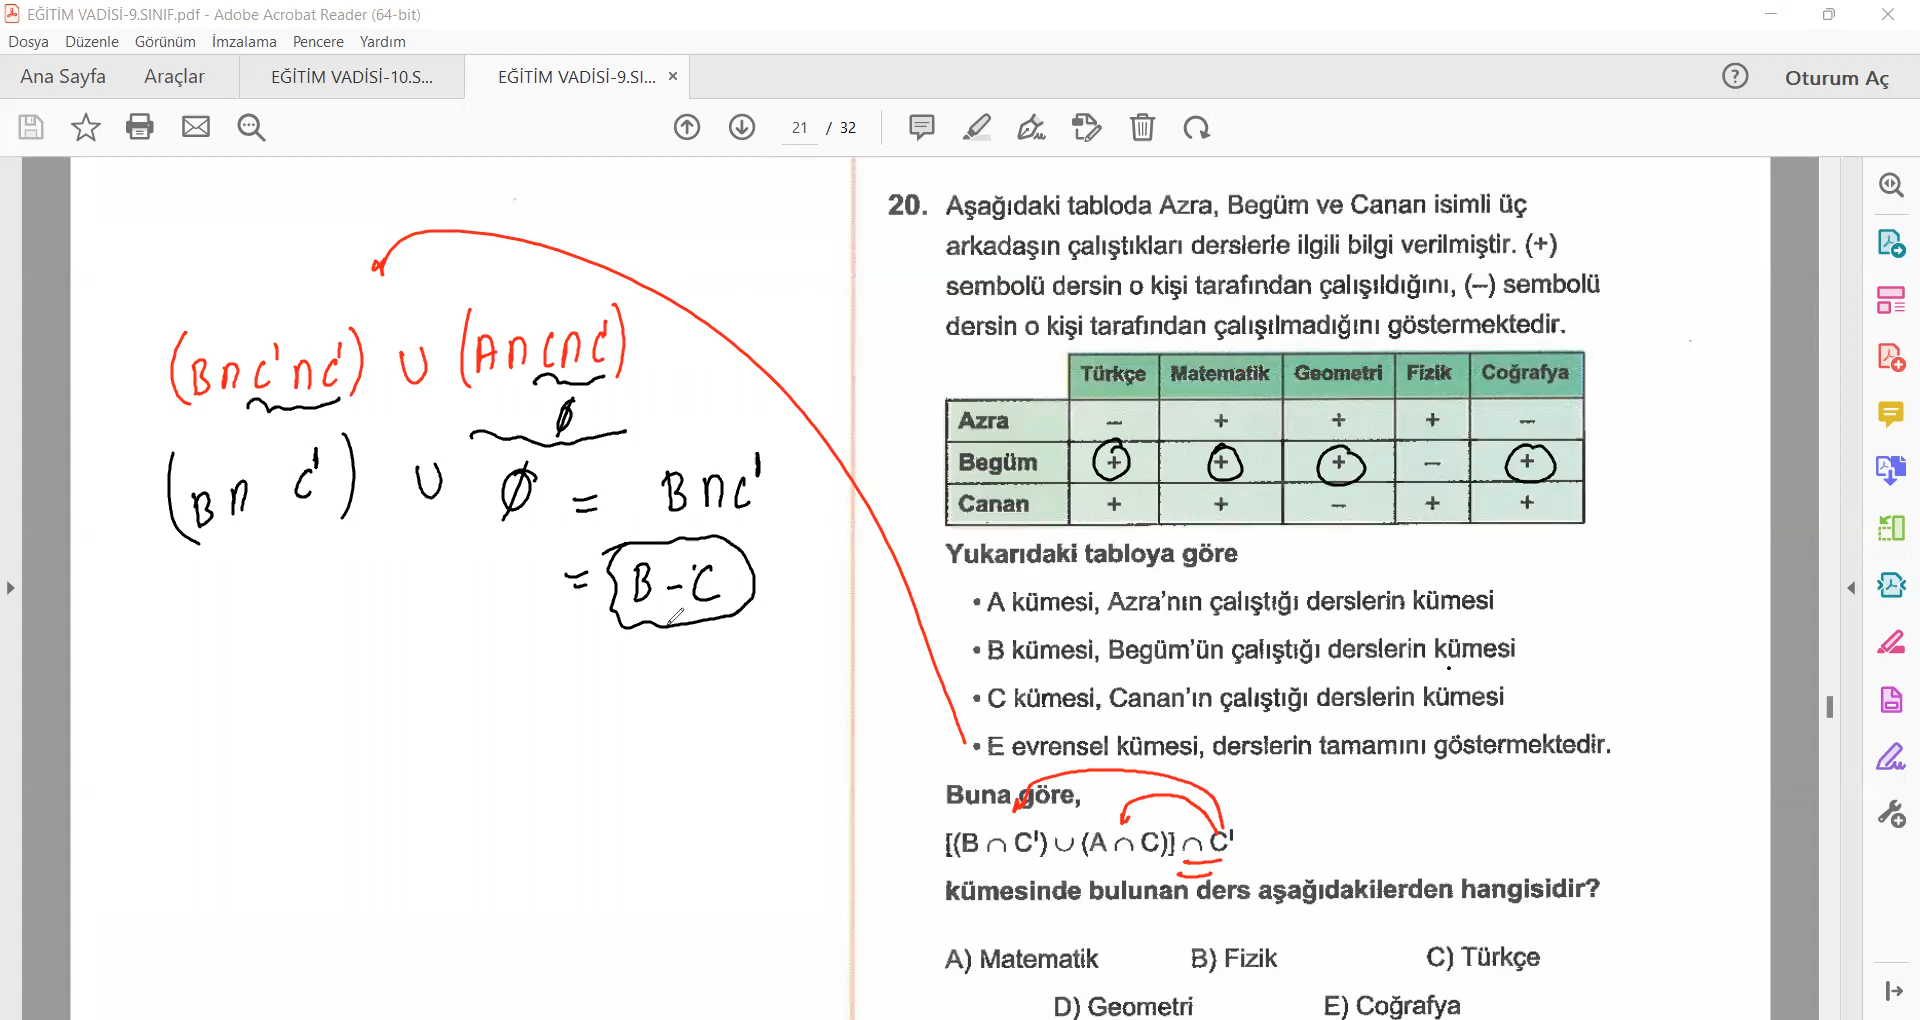 EĞİTİM VADİSİ-9.SINIF.pdf - Adobe Acrobat Reader (64-bit)
Dosya Düzenle Görünüm İmzalama Pencere Yardım
Ana Sayfa Araçlar EĞİTİM VADİSİ-10.S... EĞİTİM VADİSİ-9.SI... × ? Oturum Aç
21 / 32
(B∩C'∩C') ∪ (A∩C∩C')
∅
(B∩ C') ∪ ∅ = B∩C'
= B-C
20. Aşağıdaki tabloda Azra, Begüm ve Canan isimli üç
arkadaşın çalıştıkları derslerle ilgili bilgi verilmiştir. (+)
sembolü dersin o kişi tarafından çalışıldığını, (–) sembolü
dersin o kişi tarafından çalışılmadığını göstermektedir.
Türkçe Matematik Geometri Fizik Coğrafya
Azra – + + + –
Begüm + + + – +
Canan + + – + +
Yukarıdaki tabloya göre
• A kümesi, Azra'nın çalıştığı derslerin kümesi
• B kümesi, Begüm'ün çalıştığı derslerin kümesi
• C kümesi, Canan'ın çalıştığı derslerin kümesi
• E evrensel kümesi, derslerin tamamını göstermektedir.
Buna göre,
[(B ∩ C') ∪ (A ∩ C)] ∩ C'
kümesinde bulunan ders aşağıdakilerden hangisidir?
A) Matematik B) Fizik C) Türkçe
D) Geometri E) Coğrafya